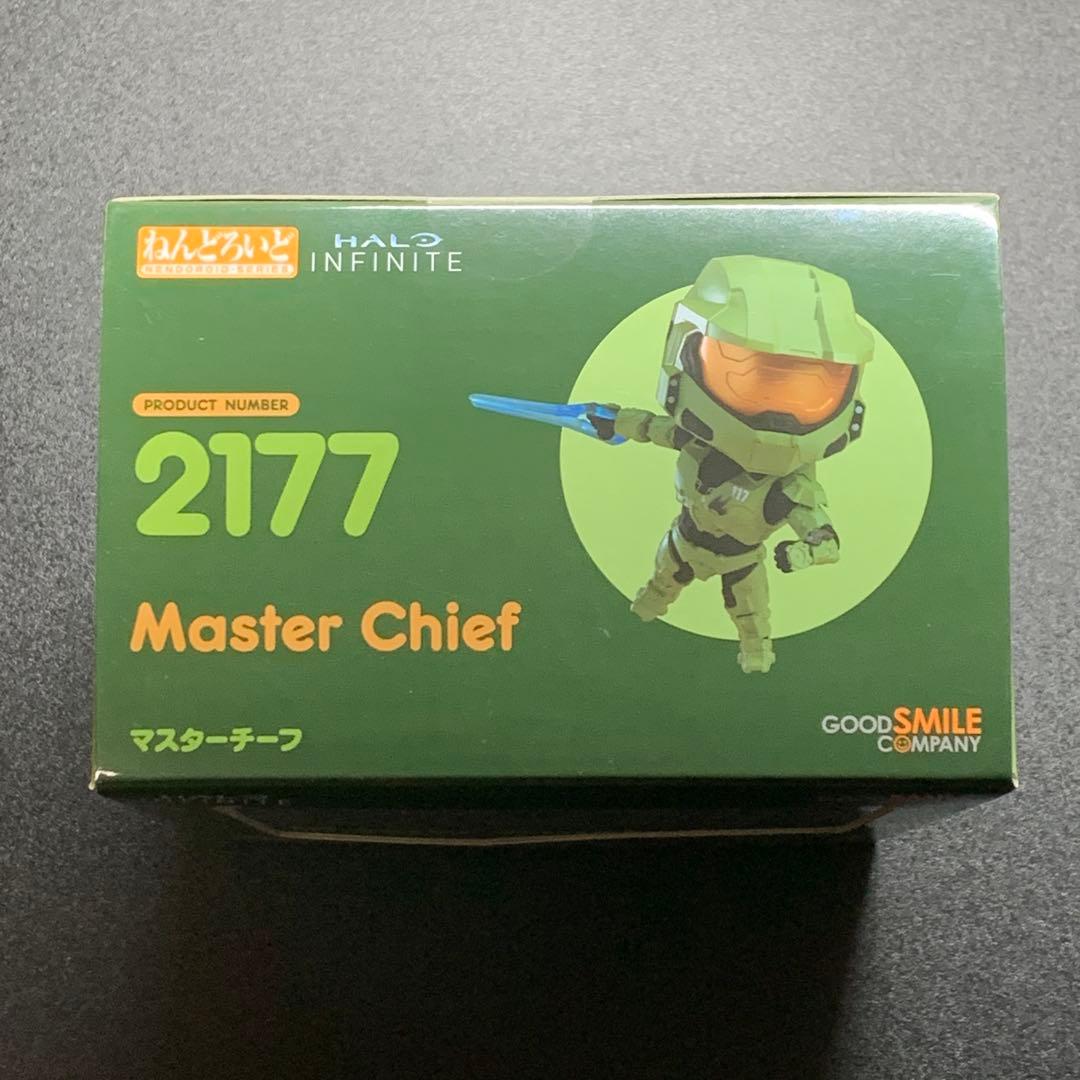 ねんどろいど
NENDOROID-SERIES
HALO
INFINITE
PRODUCT NUMBER
2177
117
Master Chief
マスターチーフ
GOOD SMILE
COMPANY